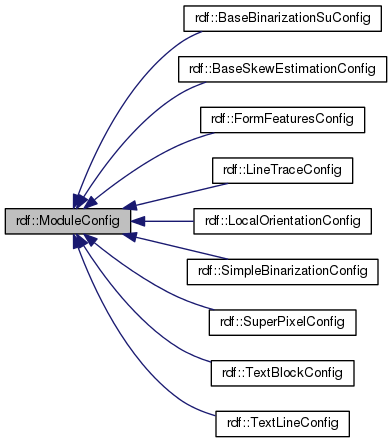 rdf::BaseBinarizationSuConfig
rdf::BaseSkewEstimationConfig
rdf::FormFeaturesConfig
rdf::LineTraceConfig
rdf::ModuleConfig
rdf::LocalOrientationConfig
rdf::SimpleBinarizationConfig
rdf::SuperPixelConfig
rdf::TextBlockConfig
rdf::TextLineConfig